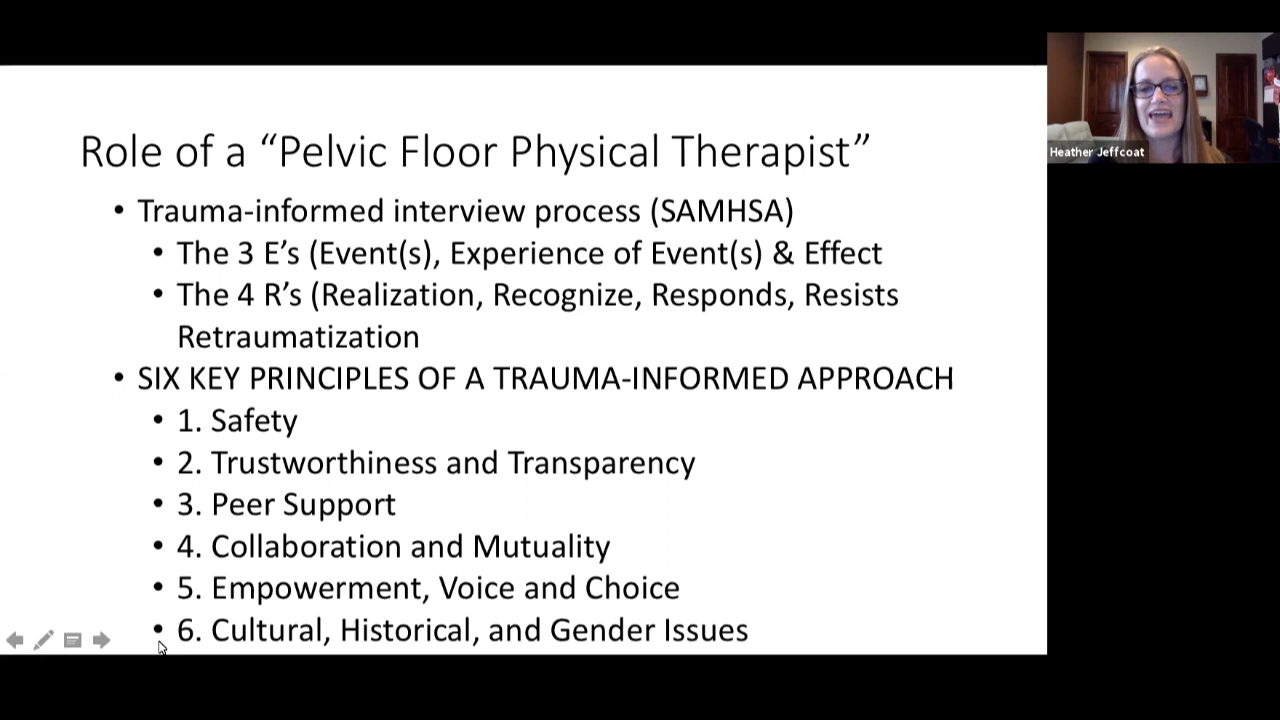 Role of a “Pelvic Floor Physical Therapist”
• Trauma-informed interview process (SAMHSA)
• The 3 E’s (Event(s), Experience of Event(s) & Effect
• The 4 R’s (Realization, Recognize, Responds, Resists
Retraumatization
• SIX KEY PRINCIPLES OF A TRAUMA-INFORMED APPROACH
• 1. Safety
• 2. Trustworthiness and Transparency
• 3. Peer Support
• 4. Collaboration and Mutuality
• 5. Empowerment, Voice and Choice
• 6. Cultural, Historical, and Gender Issues
Heather Jeffcoat